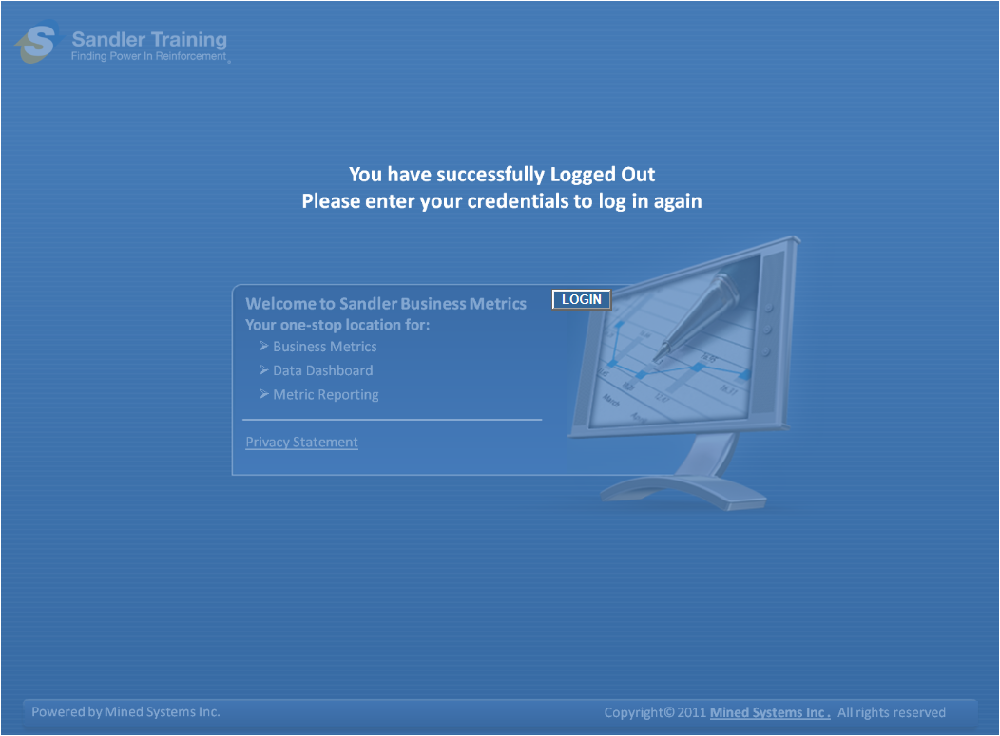 Sandler Training
Finding Power In Reinforcement
You have successfully Logged Out
Please enter your credentials to log in again
LOGIN
Welcome to Sandler Business Metrics
Your one-stop location for:
➢ Business Metrics
➢ Data Dashboard
➢ Metric Reporting
Privacy Statement
March
Powered by Mined Systems Inc.
Copyright© 2011 Mined Systems Inc. All rights reserved